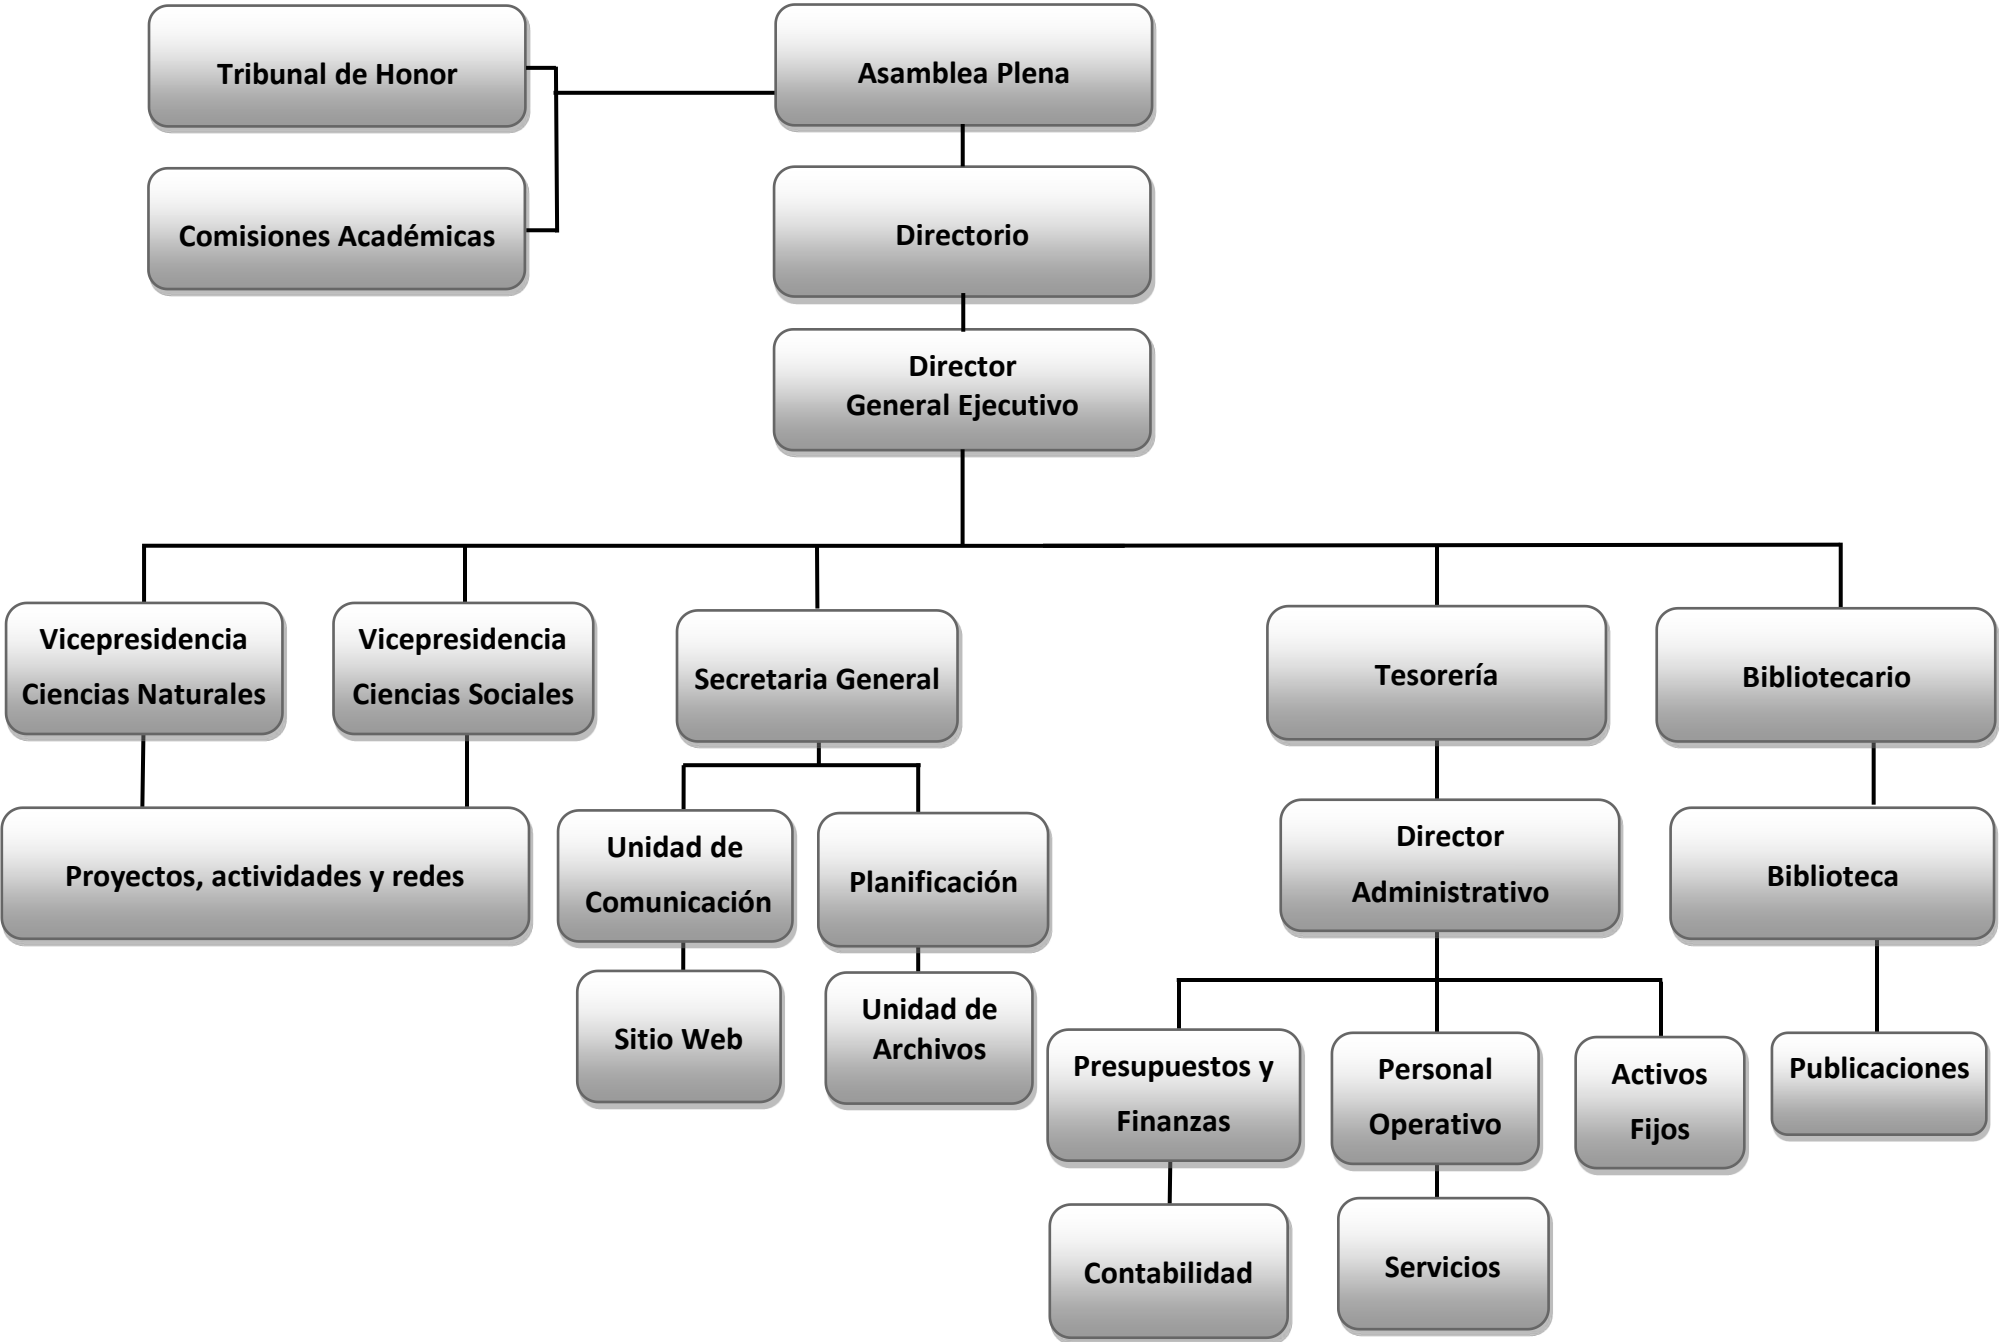 Tribunal de Honor
Asamblea Plena
Comisiones Académicas
Directorio
Director
General Ejecutivo
Vicepresidencia
Ciencias Naturales
Vicepresidencia
Ciencias Sociales
Secretaria General
Tesorería
Bibliotecario
Proyectos, actividades y redes
Unidad de
Comunicación
Planificación
Director
Administrativo
Biblioteca
Sitio Web
Unidad de
Archivos
Presupuestos y
Finanzas
Personal
Operativo
Activos
Fijos
Publicaciones
Contabilidad
Servicios